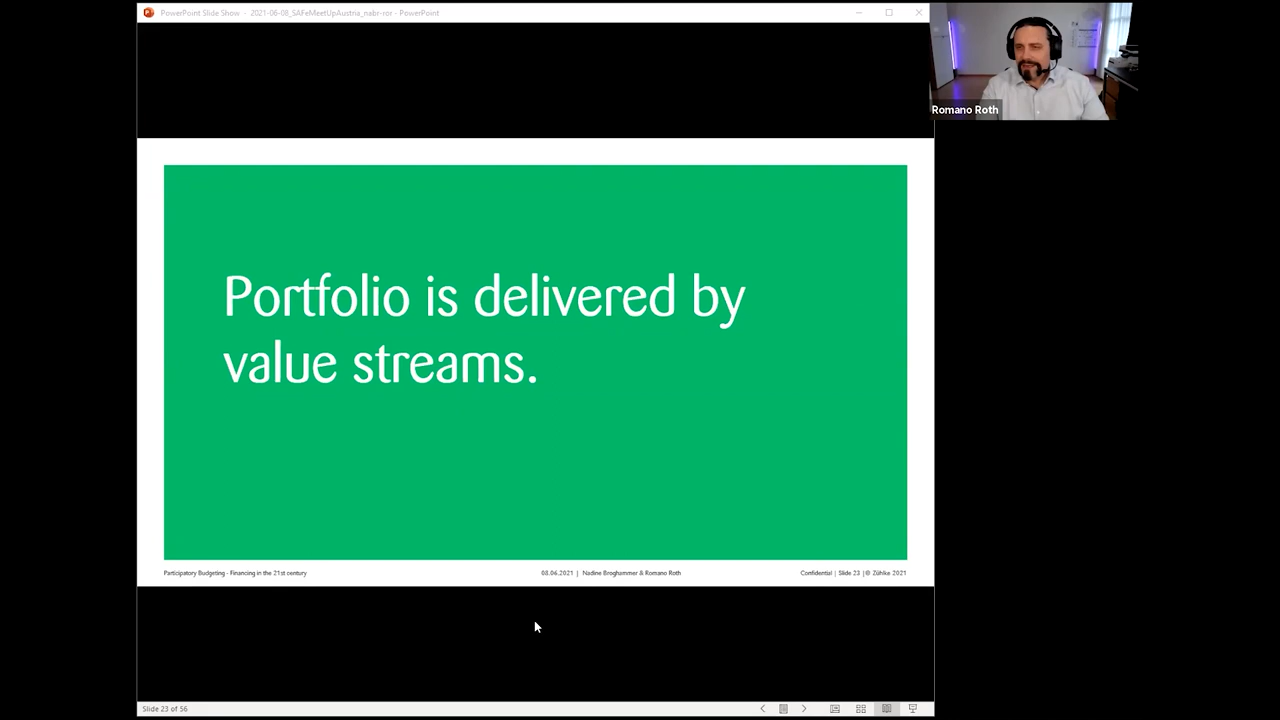 PowerPoint Slide Show - 2021-06-08_SAFeMeetUpAustria_nabr-ror - PowerPoint
Romano Roth
Portfolio is delivered by
value streams.
Participatory Budgeting - Financing in the 21st century
08.06.2021 | Nadine Broghammer & Romano Roth
Confidential | Slide 23 | © Zühlke 2021
Slide 23 of 56